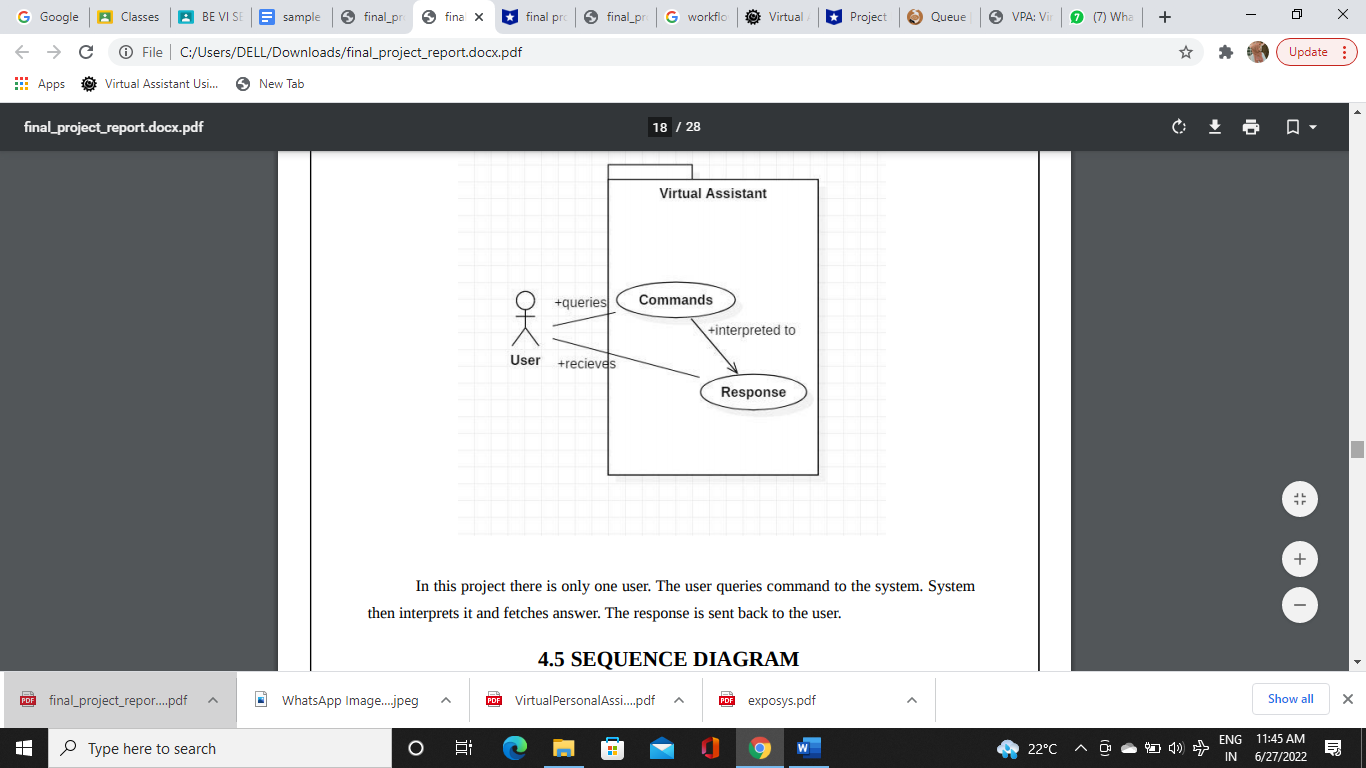 Google
Classes
BE VI SE
sample
final_pr
final
final pro
final_pr
workflo
Virtual A
Project
Queue
VPA: Vir
7
(7) Wha
File
C:/Users/DELL/Downloads/final_project_report.docx.pdf
Update
Apps
Virtual Assistant Usi...
New Tab
final_project_report.docx.pdf
18 / 28
Virtual Assistant
+queries
Commands
+interpreted to
User
+recieves
Response
In this project there is only one user. The user queries command to the system. System
then interprets it and fetches answer. The response is sent back to the user.
4.5 SEQUENCE DIAGRAM
PDF
final_project_repor....pdf
WhatsApp Image....jpeg
PDF
VirtualPersonalAssi....pdf
PDF
exposys.pdf
Show all
Type here to search
22°C
ENG
IN
11:45 AM
6/27/2022